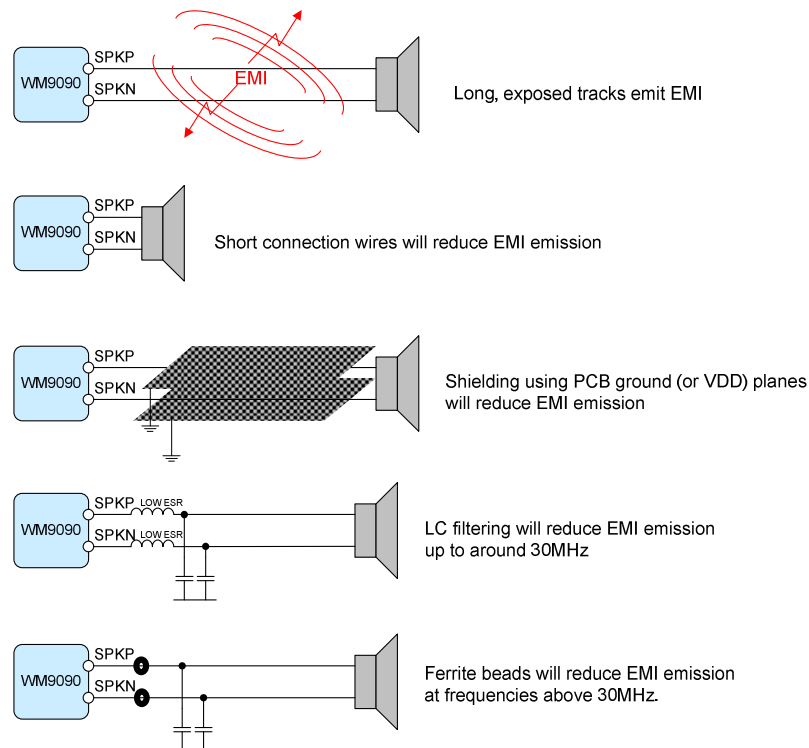 SPKP
WM9090
EMI
SPKN
Long, exposed tracks emit EMI
SPKP
WM9090
SPKN
Short connection wires will reduce EMI emission
SPKP
WM9090
SPKN
Shielding using PCB ground (or VDD) planes
will reduce EMI emission
SPKP
LOW ESR
WM9090
SPKN
LOW ESR
LC filtering will reduce EMI emission
up to around 30MHz
SPKP
WM9090
SPKN
Ferrite beads will reduce EMI emission
at frequencies above 30MHz.